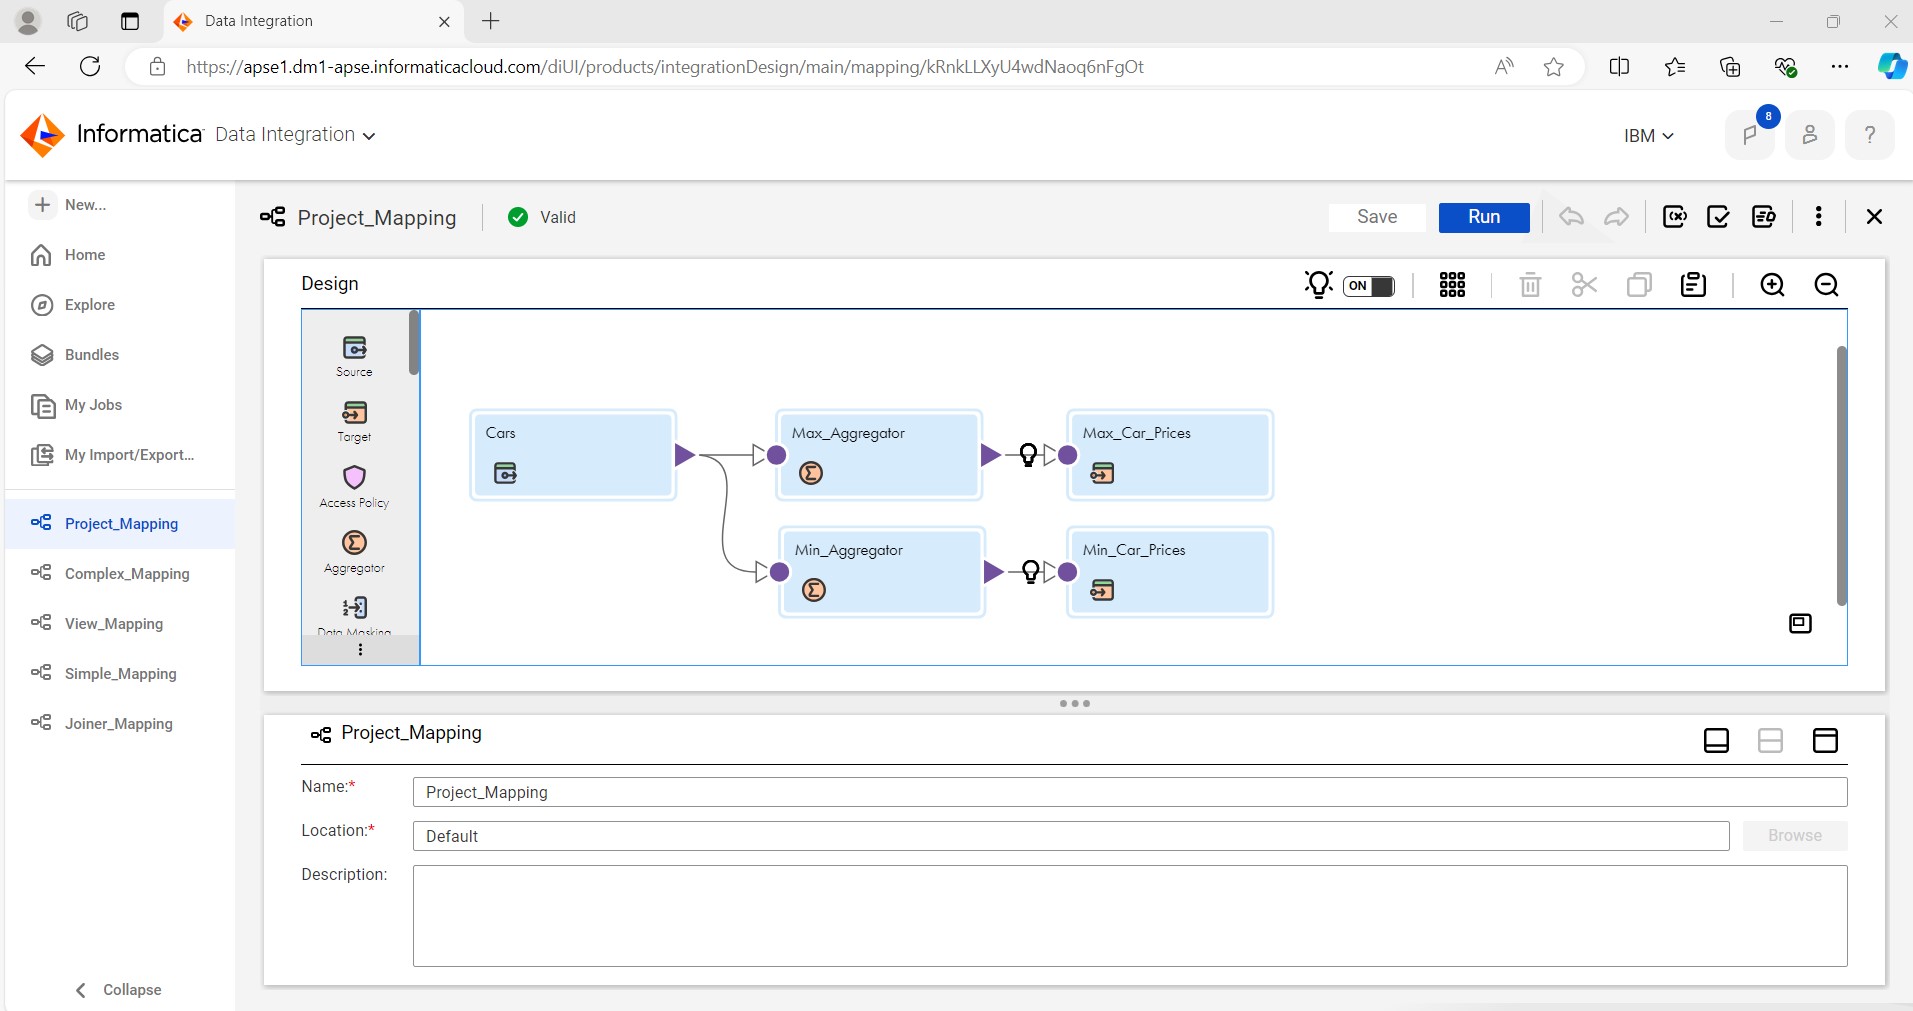 Data Integration
https://apse1.dm1-apse.informaticacloud.com/diUI/products/integrationDesign/main/mapping/kRnkLLXyU4wdNaoq6nFgOt
Informatica Data Integration
IBM
8
?
New...
Home
Explore
Bundles
My Jobs
My Import/Export...
Project_Mapping
Complex_Mapping
View_Mapping
Simple_Mapping
Joiner_Mapping
Collapse
Project_Mapping
Valid
Save
Run
Design
ON
Source
Target
Access Policy
Aggregator
Data Masking
Cars
Max_Aggregator
Max_Car_Prices
Min_Aggregator
Min_Car_Prices
Project_Mapping
Name:*
Project_Mapping
Location:*
Default
Browse
Description: